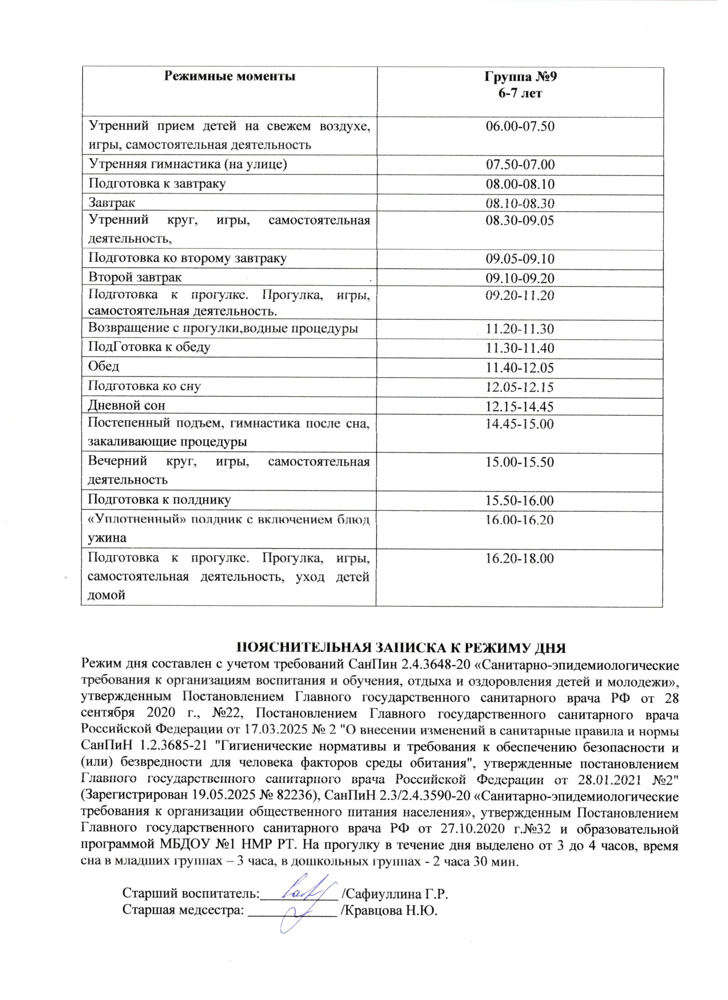 Режимные моменты
Группа №9
6-7 лет
Утренний прием детей на свежем воздухе,
игры, самостоятельная деятельность
06.00-07.50
Утренняя гимнастика (на улице)
07.50-07.00
Подготовка к завтраку
08.00-08.10
Завтрак
08.10-08.30
Утренний круг, игры, самостоятельная
деятельность,
08.30-09.05
Подготовка ко второму завтраку
09.05-09.10
Второй завтрак
09.10-09.20
Подготовка к прогулке. Прогулка, игры,
самостоятельная деятельность.
09.20-11.20
Возвращение с прогулки,водные процедуры
11.20-11.30
ПодГотовка к обеду
11.30-11.40
Обед
11.40-12.05
Подготовка ко сну
12.05-12.15
Дневной сон
12.15-14.45
Постепенный подъем, гимнастика после сна,
закаливающие процедуры
14.45-15.00
Вечерний круг, игры, самостоятельная
деятельность
15.00-15.50
Подготовка к полднику
15.50-16.00
«Уплотненный» полдник с включением блюд
ужина
16.00-16.20
Подготовка к прогулке. Прогулка, игры,
самостоятельная деятельность, уход детей
домой
16.20-18.00
ПОЯСНИТЕЛЬНАЯ ЗАПИСКА К РЕЖИМУ ДНЯ
Режим дня составлен с учетом требований СанПин 2.4.3648-20 «Санитарно-эпидемиологические
требования к организациям воспитания и обучения, отдыха и оздоровления детей и молодежи»,
утвержденным Постановлением Главного государственного санитарного врача РФ от 28
сентября 2020 г., №22, Постановлением Главного государственного санитарного врача
Российской Федерации от 17.03.2025 № 2 "О внесении изменений в санитарные правила и нормы
СанПиН 1.2.3685-21 "Гигиенические нормативы и требования к обеспечению безопасности и
(или) безвредности для человека факторов среды обитания", утвержденные постановлением
Главного государственного санитарного врача Российской Федерации от 28.01.2021 №2"
(Зарегистрирован 19.05.2025 № 82236), СанПиН 2.3/2.4.3590-20 «Санитарно-эпидемиологические
требования к организации общественного питания населения», утвержденным Постановлением
Главного государственного санитарного врача РФ от 27.10.2020 г.№32 и образовательной
программой МБДОУ №1 НМР РТ. На прогулку в течение дня выделено от 3 до 4 часов, время
сна в младших группах – 3 часа, в дошкольных группах - 2 часа 30 мин.
Старший воспитатель:___________ /Сафиуллина Г.Р.
Старшая медсестра: ____________ /Кравцова Н.Ю.